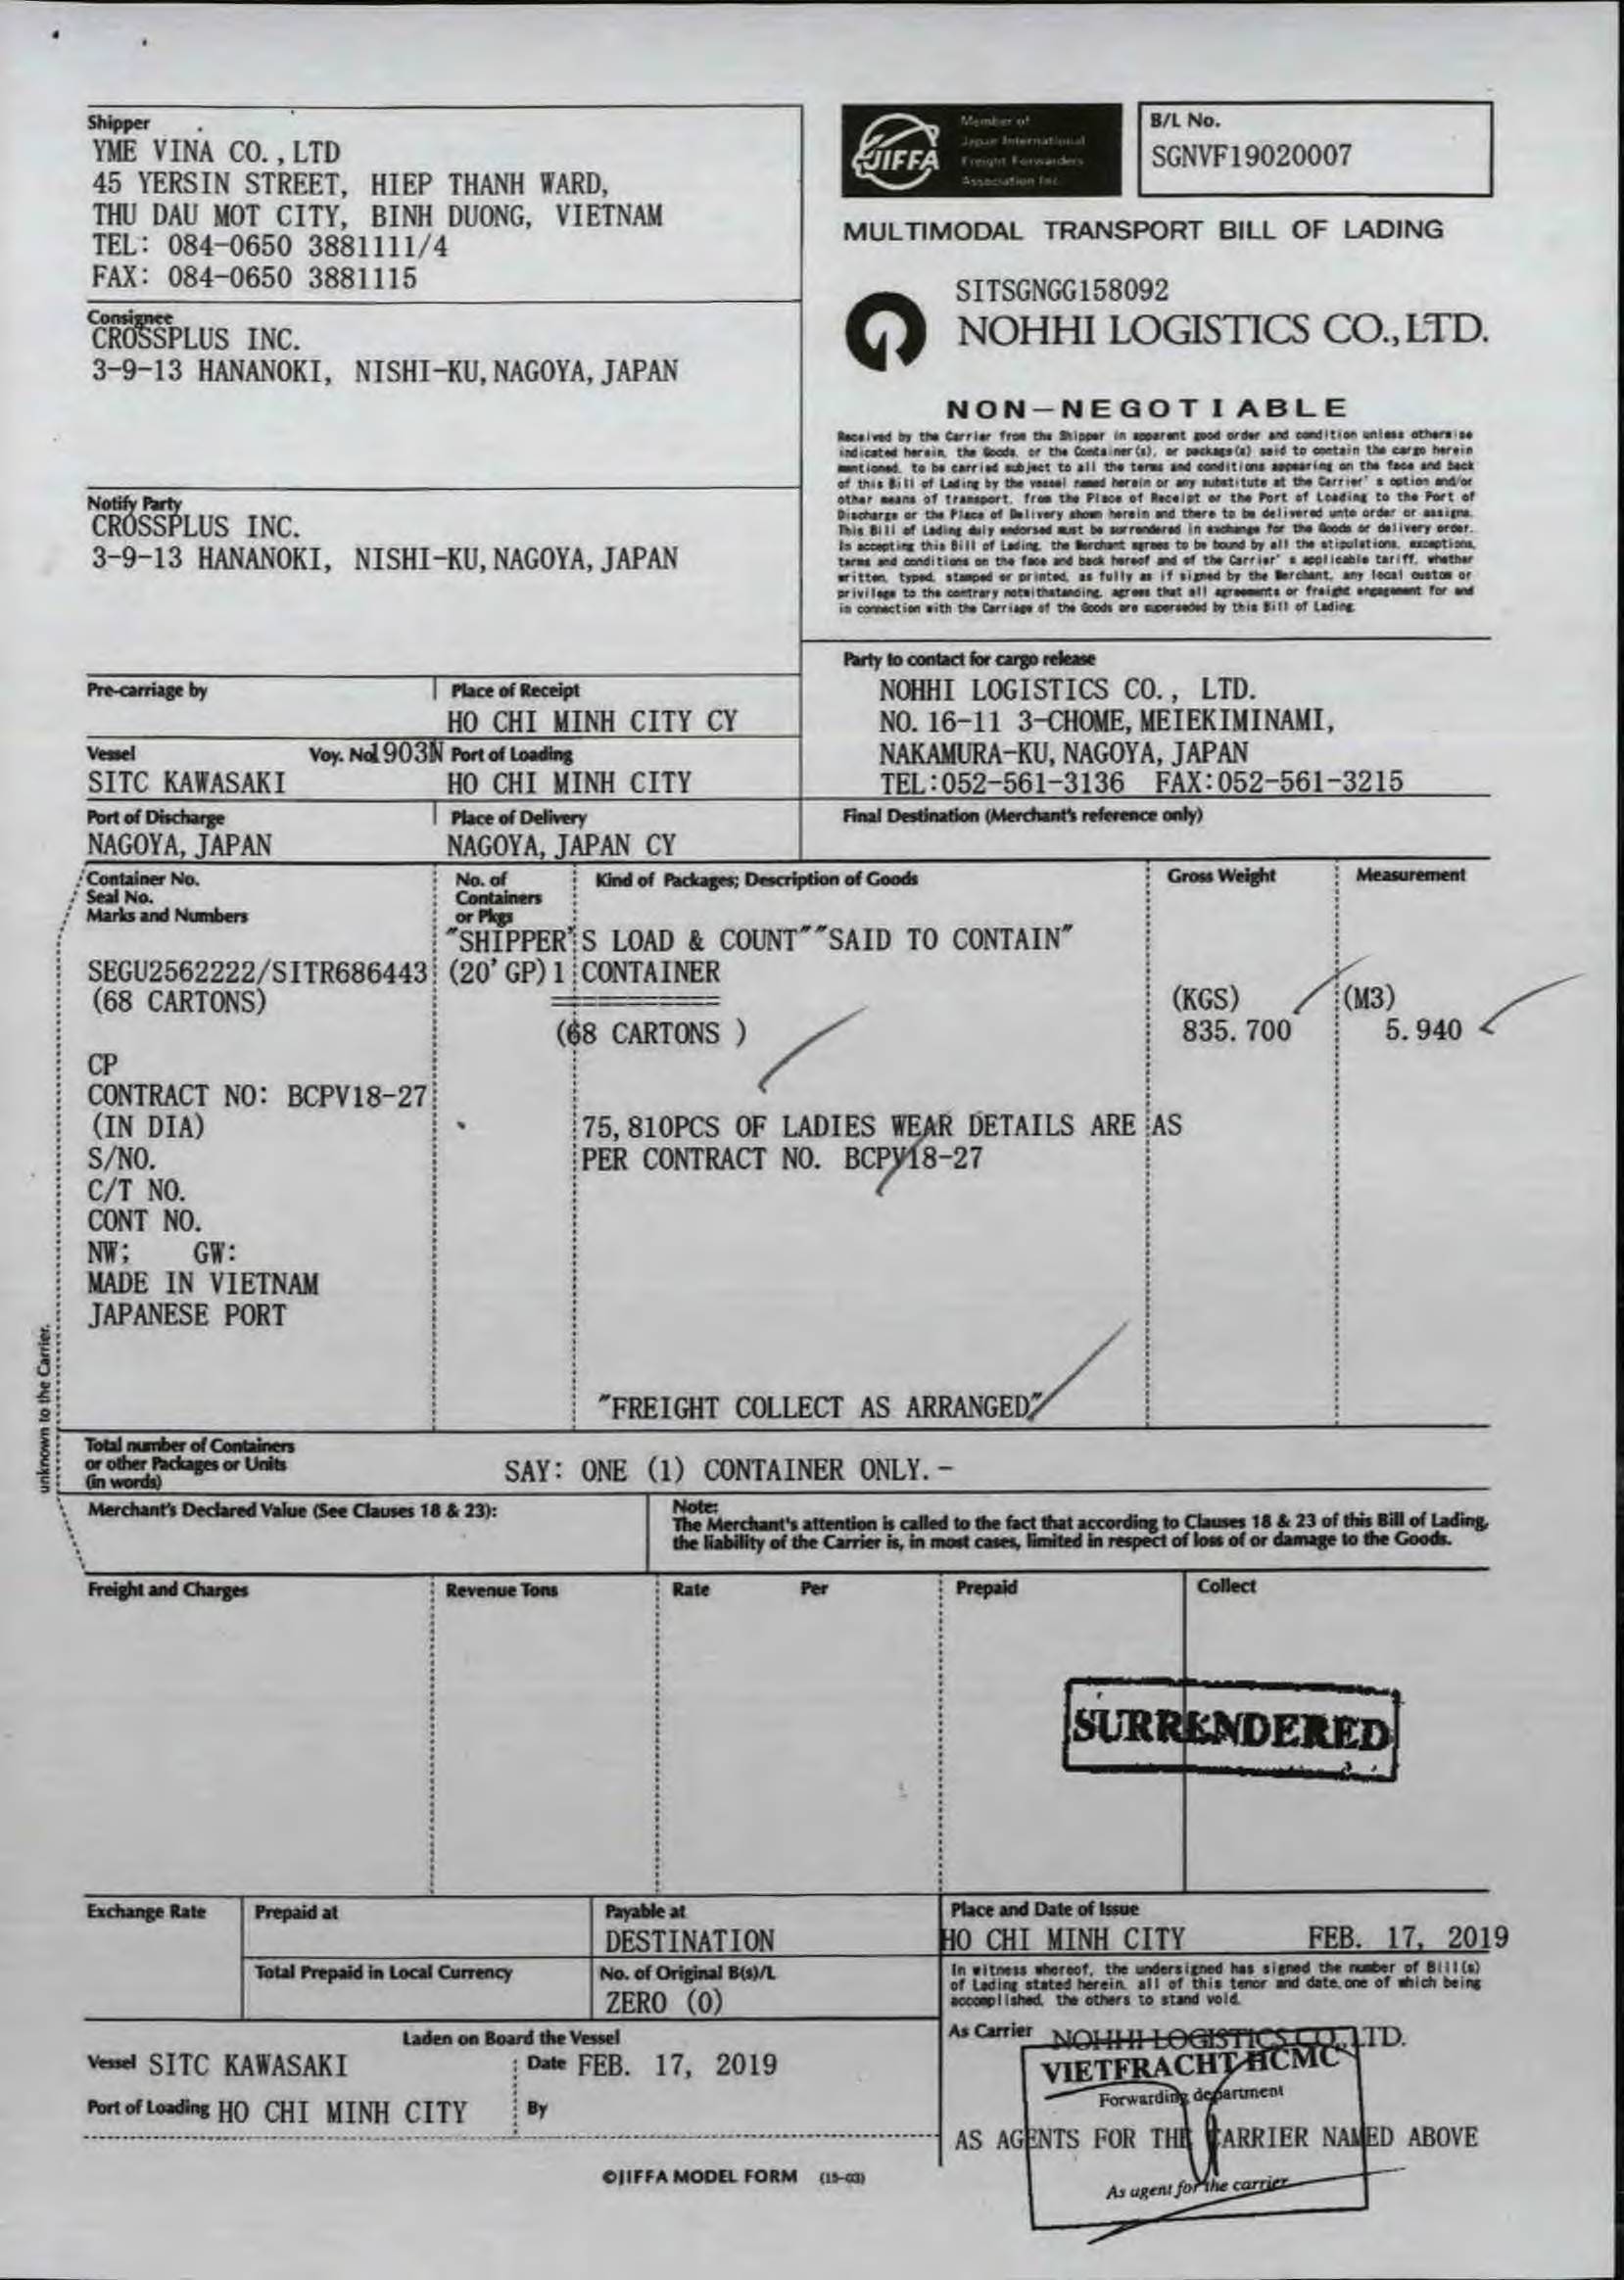 Shipper
YME VINA CO., LTD
45 YERSIN STREET, HIEP THANH WARD,
THU DAU MOT CITY, BINH DUONG, VIETNAM
TEL: 084-0650 3881111/4
FAX: 084-0650 3881115
JIFFA
Member of
Japan International
Freight Forwarders
Association Inc.
B/L No.
SGNVF19020007
MULTIMODAL TRANSPORT BILL OF LADING
SITSGNGG158092
NOHHI LOGISTICS CO., LTD.
Consignee
CROSSPLUS INC.
3-9-13 HANANOKI, NISHI-KU, NAGOYA, JAPAN
NON-NEGOTIABLE
Received by the Carrier from the Shipper in apparent good order and condition unless otherwise
indicated herein, the Goods, or the Container(s), or package(s) said to contain the cargo herein
mentioned, to be carried subject to all the terms and conditions appearing on the face and back
of this Bill of Lading by the vessel named herein or any substitute at the Carrier's option and/or
other means of transport, from the Place of Receipt or the Port of Loading to the Port of
Discharge or the Place of Delivery shown herein and there to be delivered unto order or assigns.
This Bill of Lading duly endorsed must be surrendered in exchange for the Goods or delivery order.
In accepting this Bill of Lading, the Merchant agrees to be bound by all the stipulations, exceptions,
terms and conditions on the face and back hereof and of the Carrier's applicable tariff, whether
written, typed, stamped or printed, as fully as if signed by the Merchant, any local custom or
privilege to the contrary notwithstanding, agrees that all agreements or freight engagement for and
in connection with the Carriage of the Goods are superseded by this Bill of Lading.
Notify Party
CROSSPLUS INC.
3-9-13 HANANOKI, NISHI-KU, NAGOYA, JAPAN
Party to contact for cargo release
NOHHI LOGISTICS CO., LTD.
NO. 16-11 3-CHOME, MEIEKIMINAMI,
NAKAMURA-KU, NAGOYA, JAPAN
TEL:052-561-3136 FAX:052-561-3215
Pre-carriage by
Place of Receipt
HO CHI MINH CITY CY
Vessel Voy. No. 1903N
SITC KAWASAKI
Port of Loading
HO CHI MINH CITY
Port of Discharge
NAGOYA, JAPAN
Place of Delivery
NAGOYA, JAPAN CY
Final Destination (Merchant's reference only)
Container No.
Seal No.
Marks and Numbers
No. of
Containers
or Pkgs
Kind of Packages; Description of Goods
Gross Weight
Measurement
"SHIPPER'S LOAD & COUNT" "SAID TO CONTAIN"
SEGU2562222/SITR686443 (20' GP) 1 CONTAINER
(68 CARTONS)
==========
(KGS) (M3)
(68 CARTONS )
835.700 5.940
CP
CONTRACT NO: BCPV18-27
(IN DIA)
75,810PCS OF LADIES WEAR DETAILS ARE AS
S/NO.
PER CONTRACT NO. BCPV18-27
C/T NO.
CONT NO.
NW; GW:
MADE IN VIETNAM
JAPANESE PORT
unknown to the Carrier.
"FREIGHT COLLECT AS ARRANGED"
Total number of Containers
or other Packages or Units
(in words)
SAY: ONE (1) CONTAINER ONLY. -
Merchant's Declared Value (See Clauses 18 & 23):
Note:
The Merchant's attention is called to the fact that according to Clauses 18 & 23 of this Bill of Lading,
the liability of the Carrier is, in most cases, limited in respect of loss of or damage to the Goods.
Freight and Charges
Revenue Tons
Rate
Per
Prepaid
Collect
SURRENDERED
Exchange Rate
Prepaid at
Payable at
DESTINATION
Place and Date of Issue
HO CHI MINH CITY FEB. 17, 2019
Total Prepaid in Local Currency
No. of Original B(s)/L
ZERO (0)
In witness whereof, the undersigned has signed the number of Bill(s)
of Lading stated herein, all of this tenor and date, one of which being
accomplished, the others to stand void.
Laden on Board the Vessel
Vessel SITC KAWASAKI
Date FEB. 17, 2019
Port of Loading HO CHI MINH CITY
By
As Carrier NOHHI LOGISTICS CO., LTD.
VIETFRACHT HCMC
Forwarding department
AS AGENTS FOR THE CARRIER NAMED ABOVE
As agent for the carrier
©JIFFA MODEL FORM (15-03)